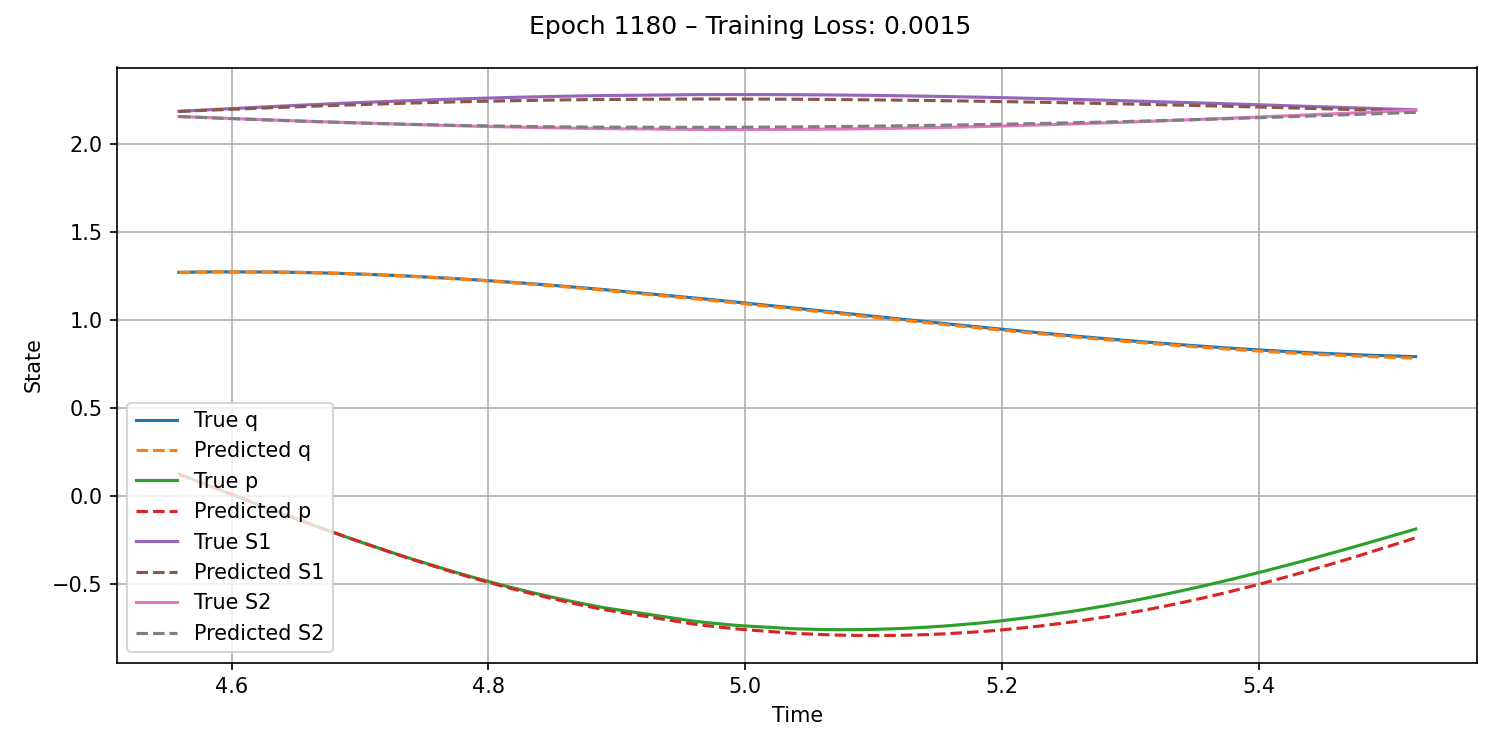 Epoch 1180 – Training Loss: 0.0015
State
2.0
1.5
1.0
0.5
0.0
−0.5
True q
Predicted q
True p
Predicted p
True S1
Predicted S1
True S2
Predicted S2
4.6 4.8 5.0 5.2 5.4
Time